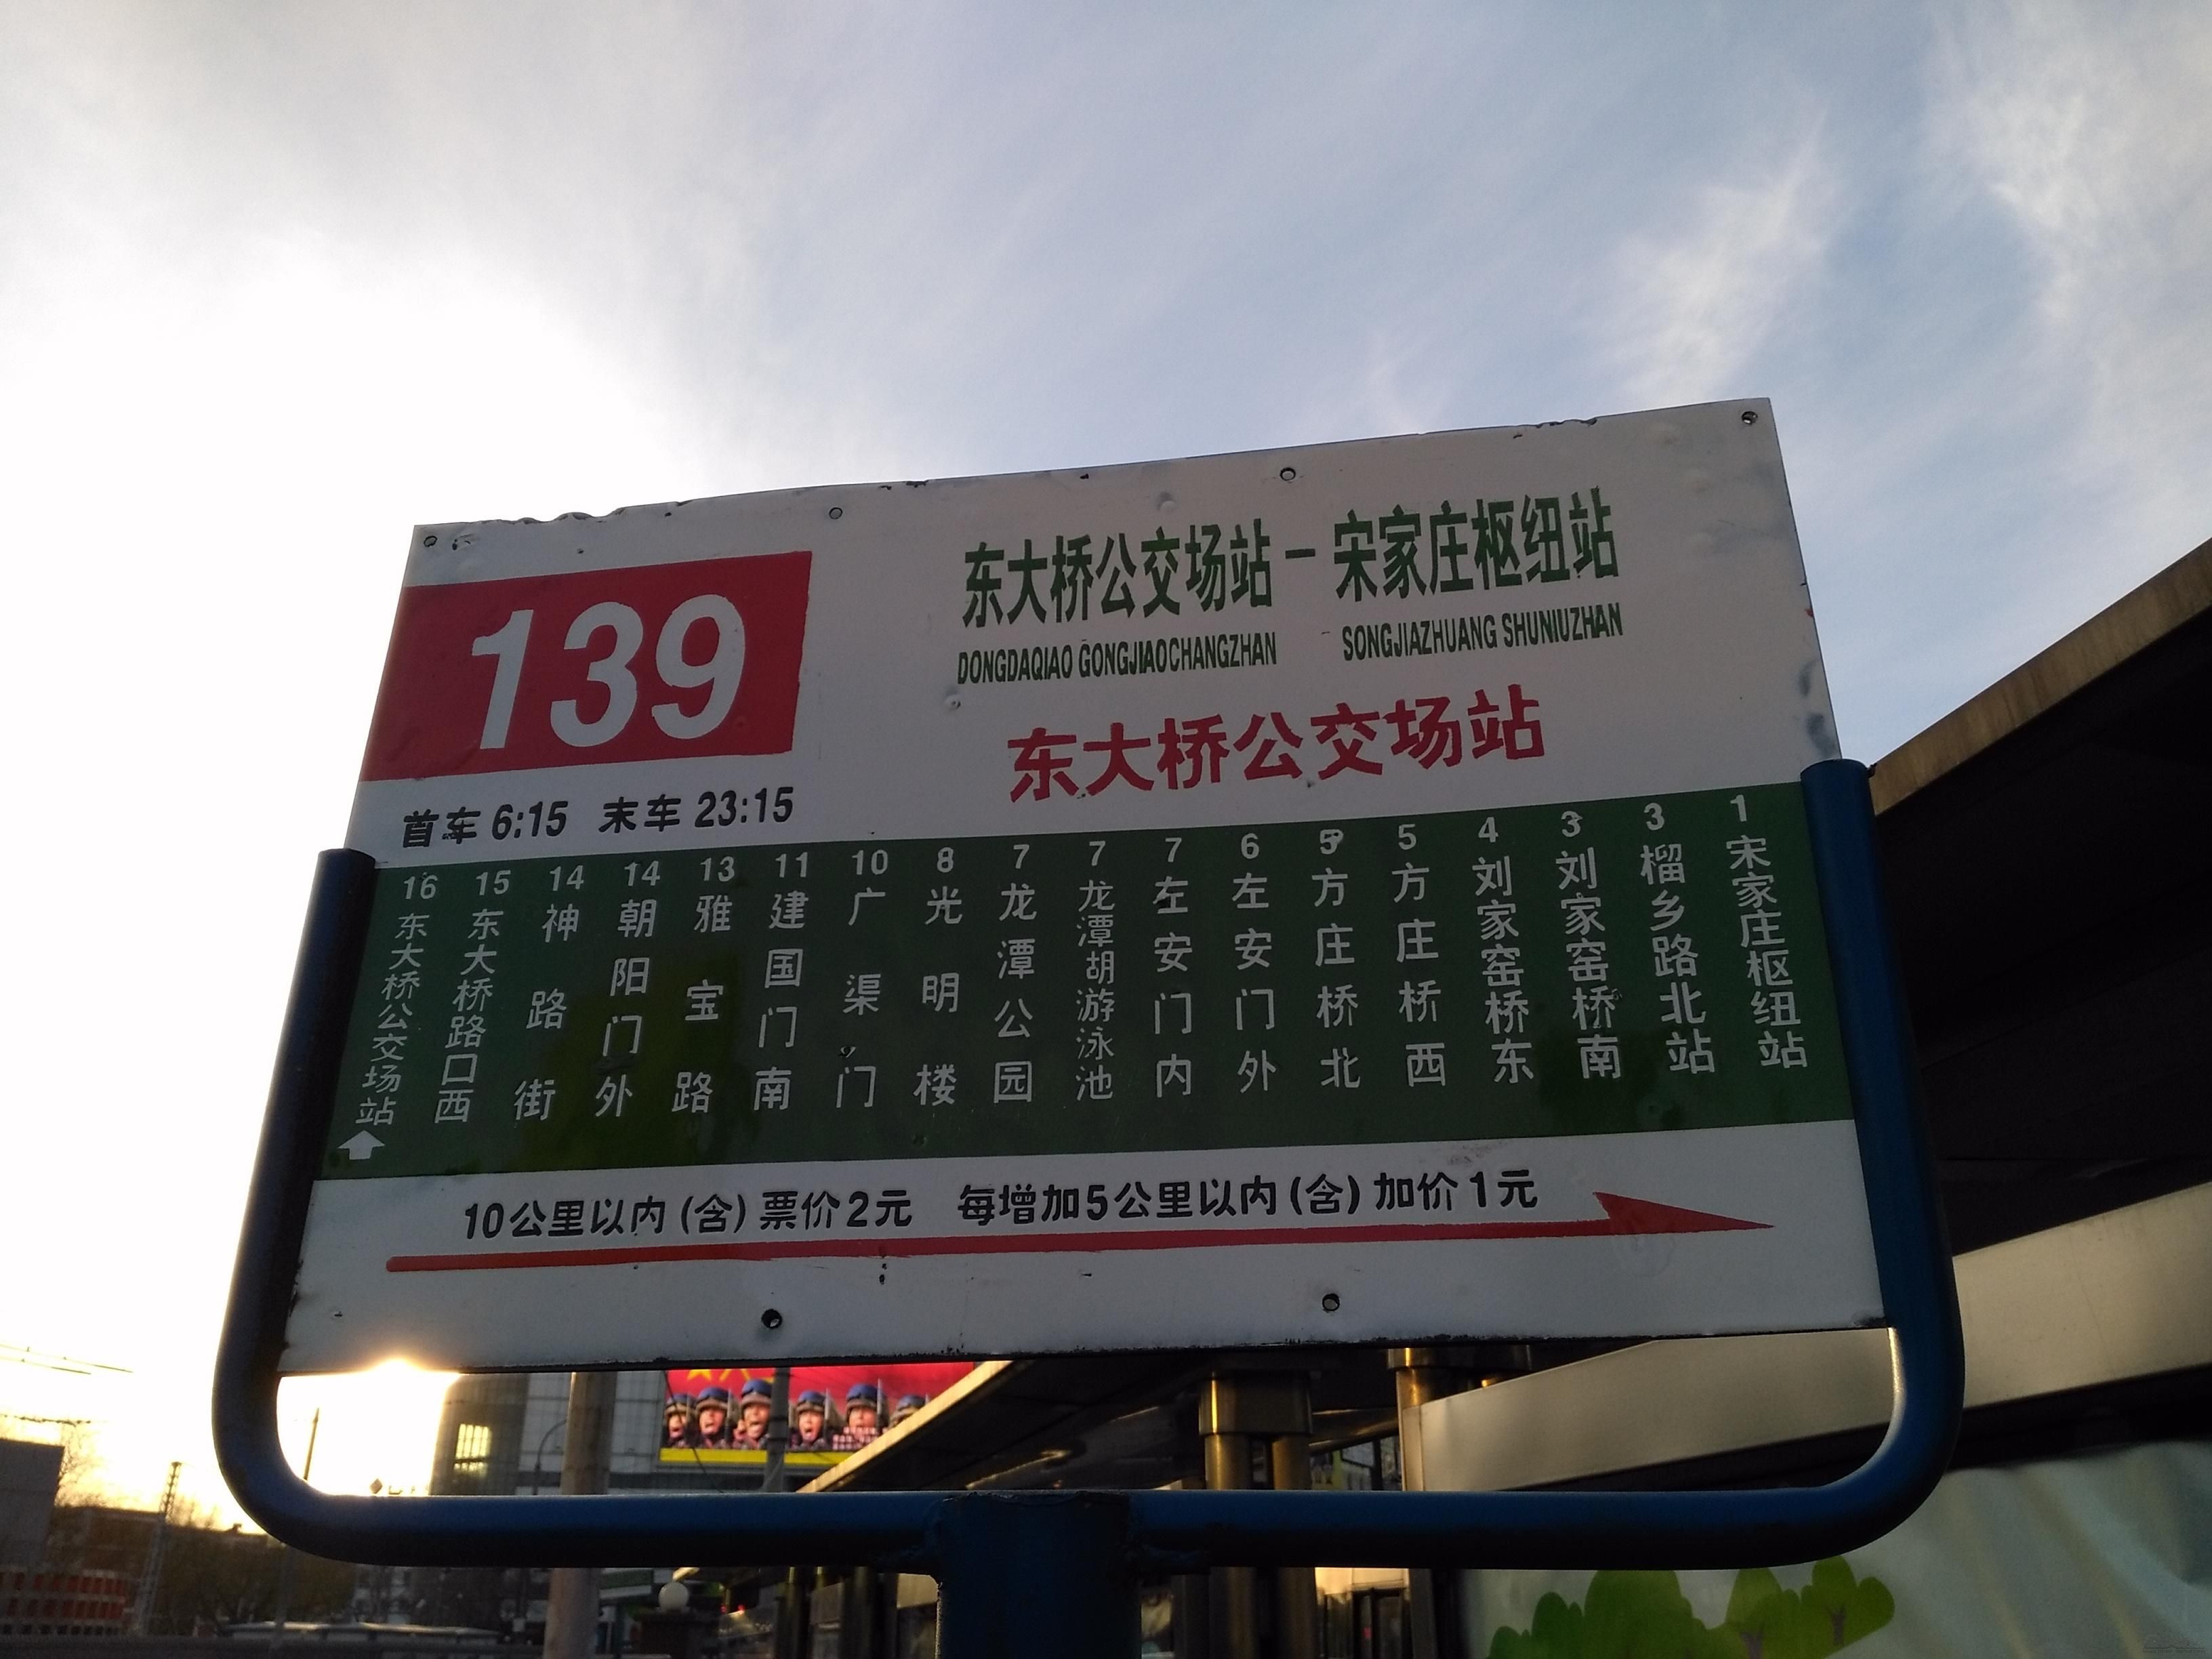 139
东大桥公交场站－宋家庄枢纽站
DONGDAQIAO GONGJIAOCHANGZHAN - SONGJIAZHUANG SHUNIUZHAN
东大桥公交场站
首车 6:15 末车 23:15
16 东大桥公交场站
15 东大桥路口西
14 神路街
14 朝阳门外
13 雅宝路
11 建国门南
10 广渠门
8 光明楼
7 龙潭公园
7 龙潭胡游泳池
7 左安门内
6 左安门外
5 方庄桥北
5 方庄桥西
4 刘家窑桥东
3 刘家窑桥南
3 榴乡路北站
1 宋家庄枢纽站
10公里以内(含)票价2元 每增加5公里以内(含)加价1元